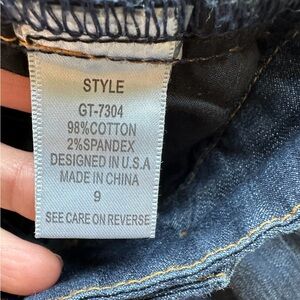 STYLE
GT-7304
98%COTTON
2%SPANDEX
DESIGNED IN U.S.A
MADE IN CHINA
9
SEE CARE ON REVERSE